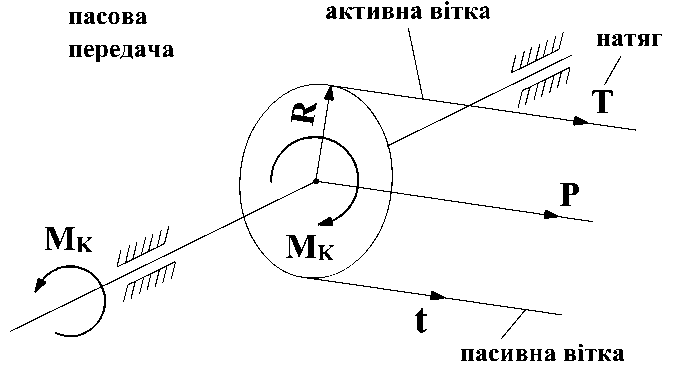 пасова
передача
активна вітка
натяг
R
T
P
Mк
Mк
t
пасивна вітка